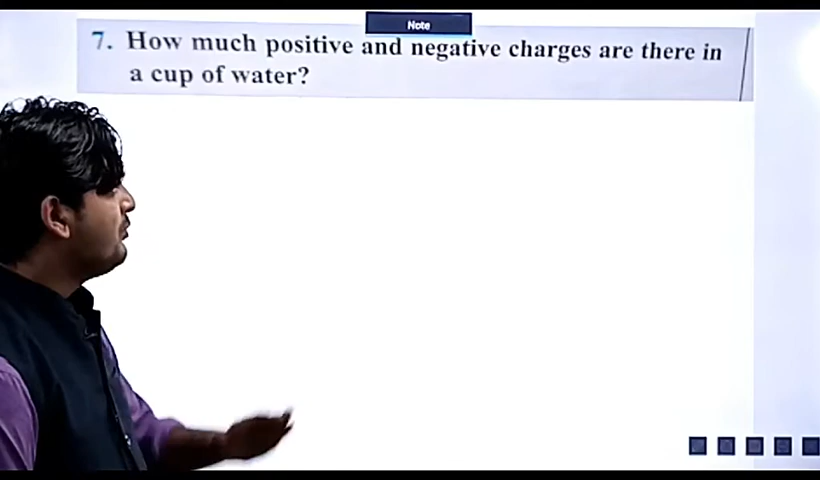 Note
7. How much positive and negative charges are there in
a cup of water?